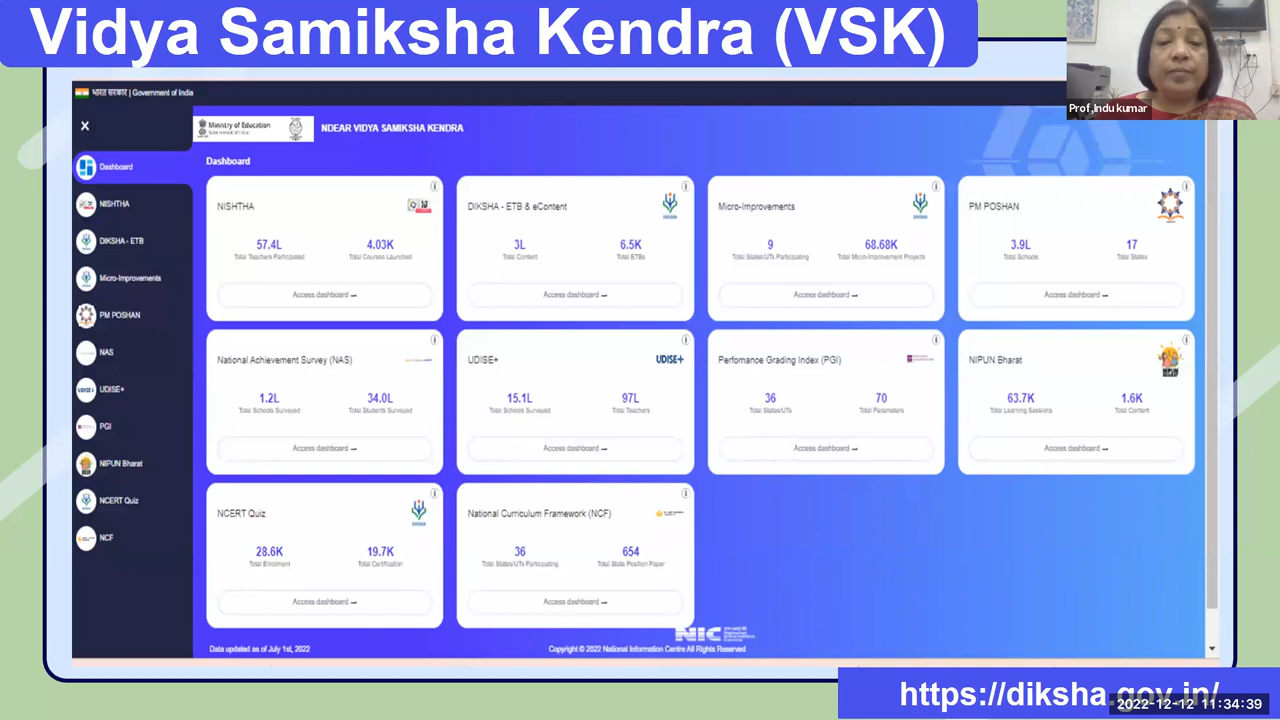 Vidya Samiksha Kendra (VSK)
Prof,Indu kumar
भारत सरकार | Government of India
Ministry of Education
NDEAR VIDYA SAMIKSHA KENDRA
Dashboard
NISHTHA
DIKSHA - ETB
Micro-Improvements
PM POSHAN
NAS
UDISE+
PGI
NIPUN Bharat
NCERT Quiz
NCF
Dashboard
NISHTHA
57.4L 4.03K
Total Teachers Participated Total Courses Launched
Access dashboard
DIKSHA - ETB & eContent
3L 6.5K
Total Content Total ETBs
Access dashboard
Micro-Improvements
9 68.68K
Total States/UTs Participating Total Micro-Improvement Projects
Access dashboard
PM POSHAN
3.9L 17
Total Schools Total States
Access dashboard
National Achievement Survey (NAS)
1.2L 34.0L
Total Schools Surveyed Total Students Surveyed
Access dashboard
UDISE+
UDISE+
15.1L 97L
Total Schools Surveyed Total Teachers
Access dashboard
Perfomance Grading Index (PGI)
36 70
Total States/UTs Total Parameters
Access dashboard
NIPUN Bharat
63.7K 1.6K
Total Learning Sessions Total Content
Access dashboard
NCERT Quiz
28.6K 19.7K
Total Enrolment Total Certification
Access dashboard
National Curriculum Framework (NCF)
36 654
Total States/UTs Participating Total State Position Paper
Access dashboard
NIC
Data updated as of July 1st, 2022
Copyright © 2022 National Information Centre All Rights Reserved
https://diksha.gov.in/
2022-12-12 11:34:39